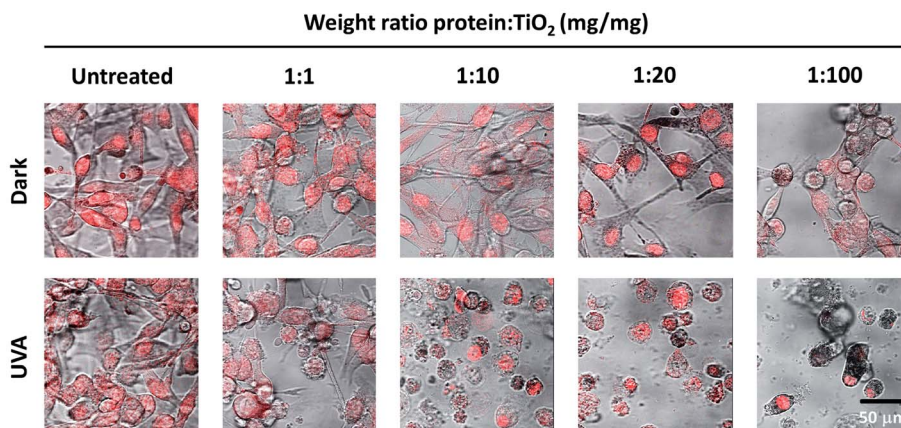 Weight ratio protein:TiO₂ (mg/mg)
Untreated 1:1 1:10 1:20 1:100
Dark
UVA
50 μm